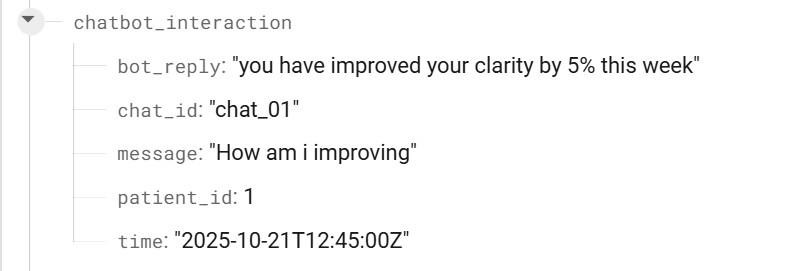 chatbot_interaction
bot_reply: "you have improved your clarity by 5% this week"
chat_id: "chat_01"
message: "How am i improving"
patient_id: 1
time: "2025-10-21T12:45:00Z"